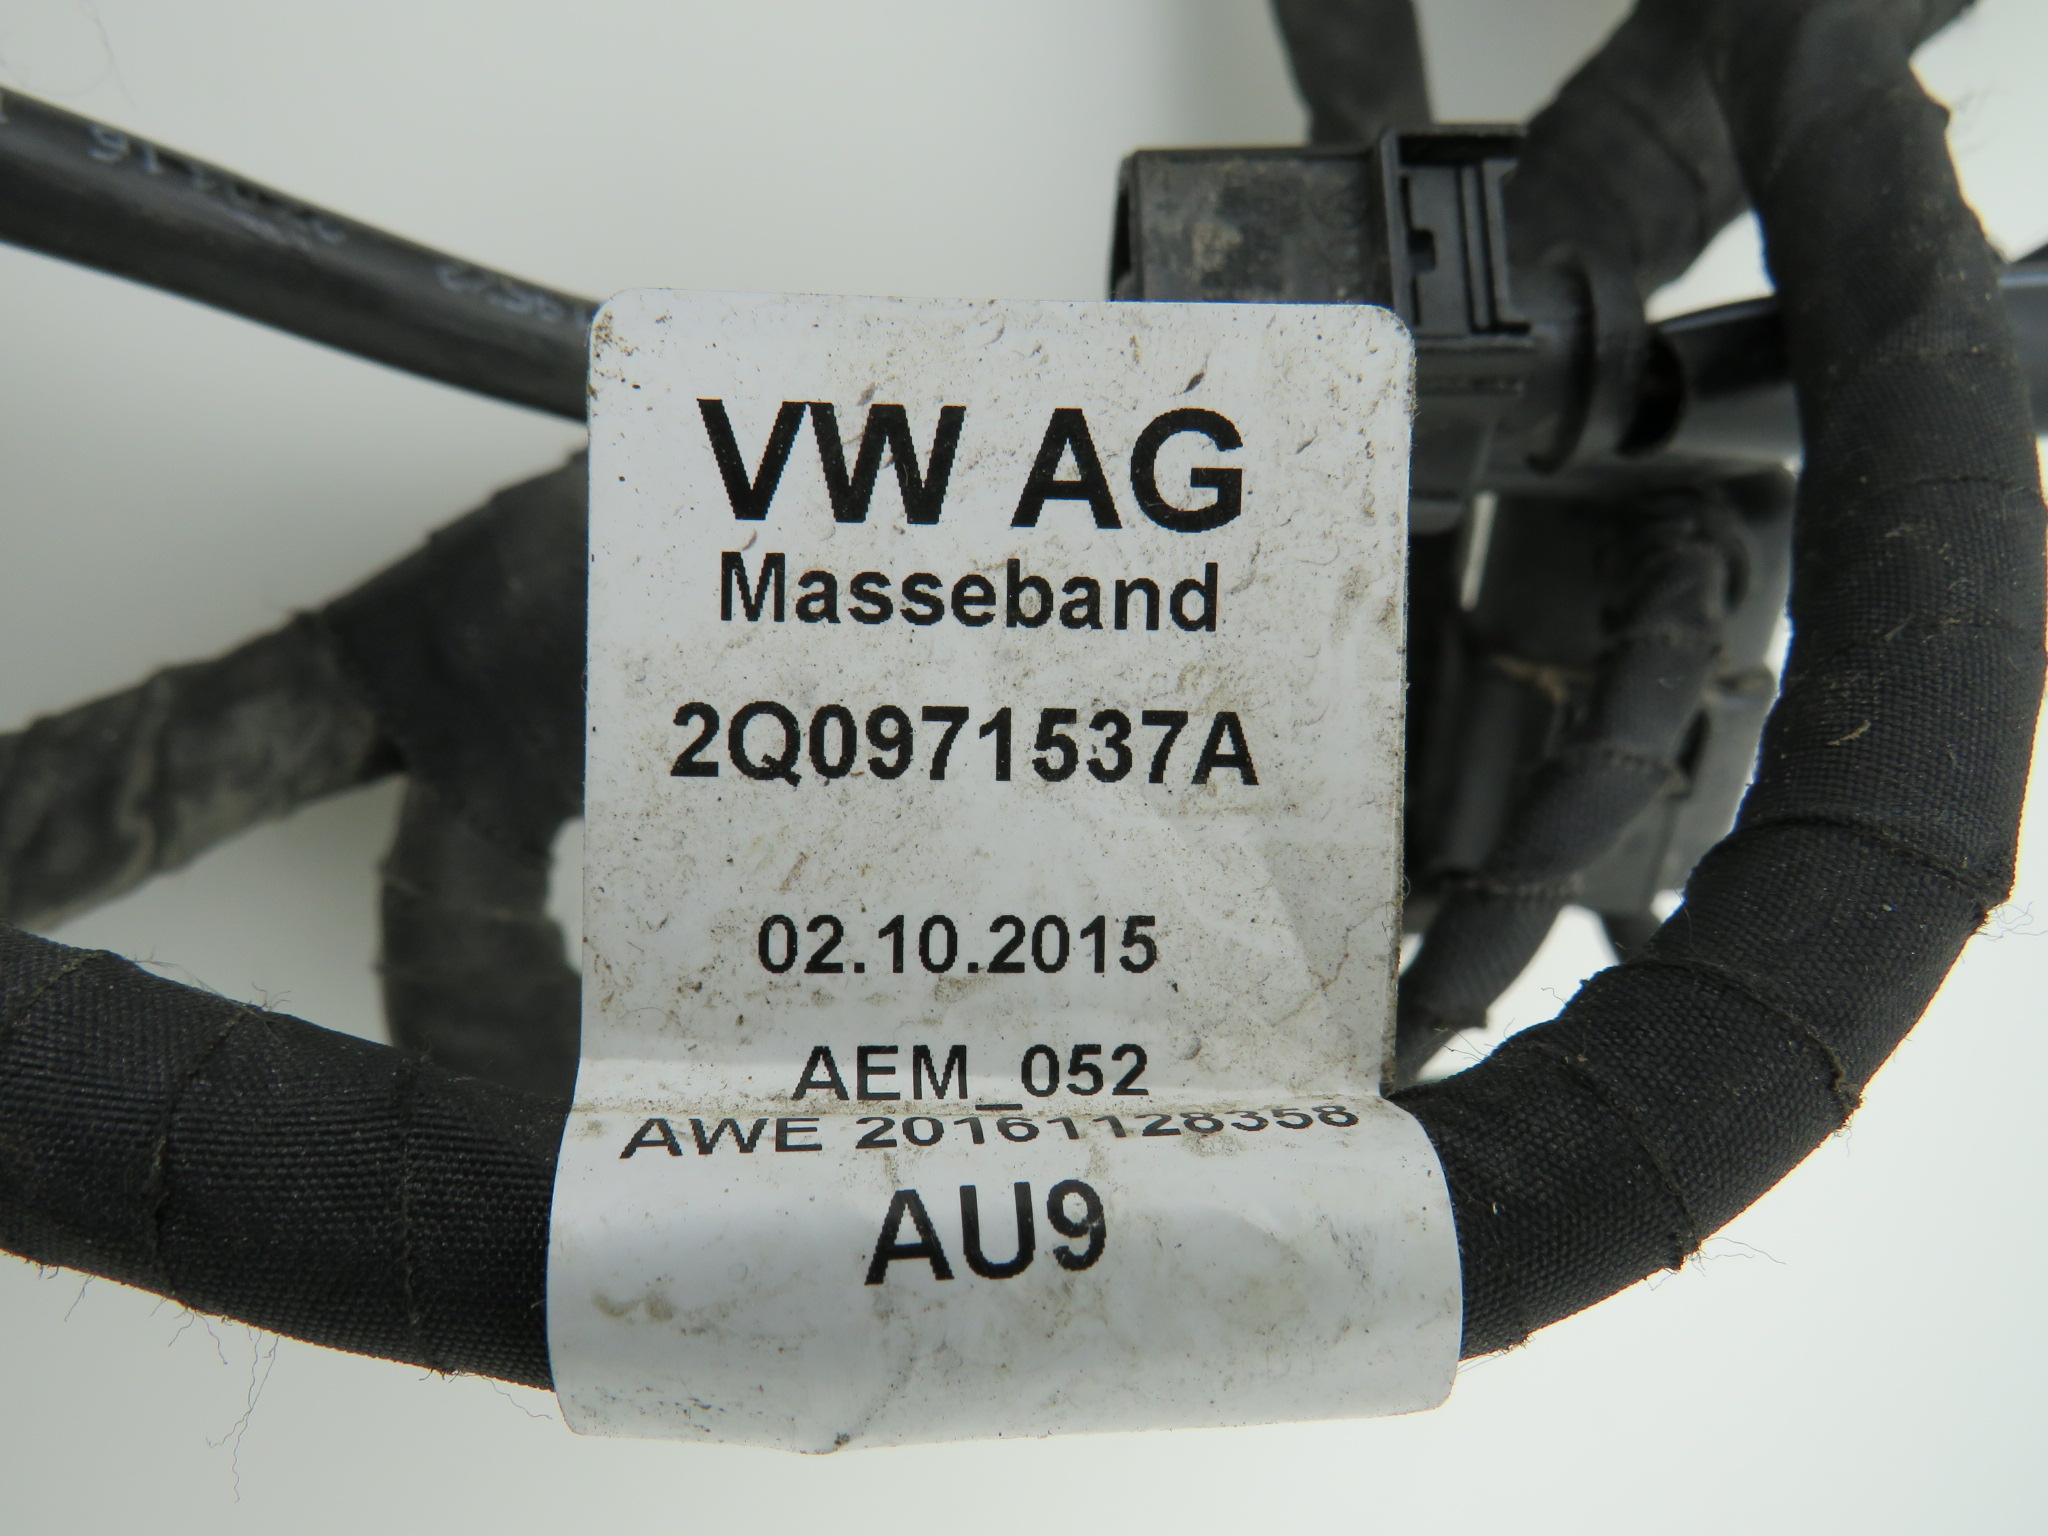 VW AG
Masseband
2Q0971537A
02.10.2015
AEM_052
AWE 20161128358
AU9